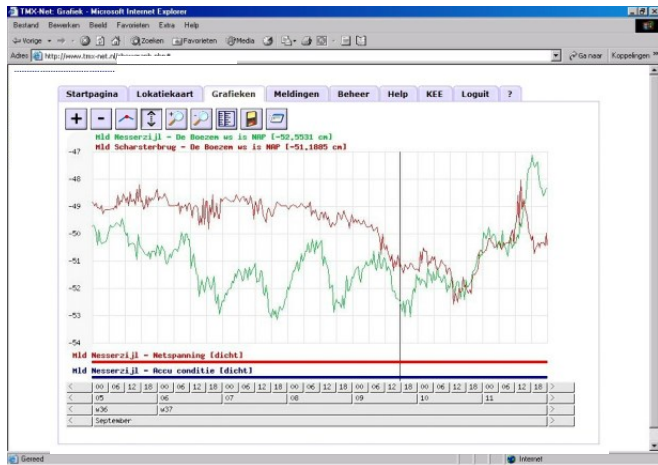 TMX-Net: Grafiek - Microsoft Internet Explorer
Bestand Bewerken Beeld Favorieten Extra Help
Vorige Zoeken Favorieten Media
Adres http://www.tmx-net.nl/ Ga naar Koppelingen »
Startpagina Lokatiekaart Grafieken Meldingen Beheer Help KEE Loguit ?
Mld Nesserzijl - De Boezem ws is NAP [-52,5531 cm]
Mld Scharsterbrug - De Boezem ws is NAP [-51,1885 cm]
-47
-48
-49
-50
-51
-52
-53
-54
Mld Nesserzijl - Netspanning [dicht]
Mld Nesserzijl - Accu conditie [dicht]
< 00 06 12 18 00 06 12 18 00 06 12 18 00 06 12 18 00 06 12 18 00 06 12 18 00 06 12 18 >
< 05 06 07 08 09 10 11 >
< w36 w37 >
< September >
Gereed Internet